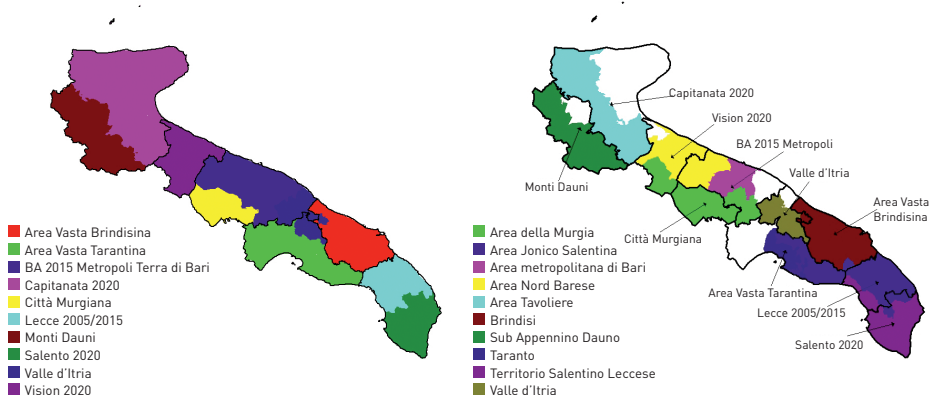 Area Vasta Brindisina
Area Vasta Tarantina
BA 2015 Metropoli Terra di Bari
Capitanata 2020
Città Murgiana
Lecce 2005/2015
Monti Dauni
Salento 2020
Valle d'Itria
Vision 2020
Capitanata 2020
Vision 2020
BA 2015 Metropoli
Valle d'Itria
Monti Dauni
Area Vasta
Brindisina
Città Murgiana
Area Vasta Tarantina
Lecce 2005/2015
Salento 2020
Area della Murgia
Area Jonico Salentina
Area metropolitana di Bari
Area Nord Barese
Area Tavoliere
Brindisi
Sub Appennino Dauno
Taranto
Territorio Salentino Leccese
Valle d'Itria